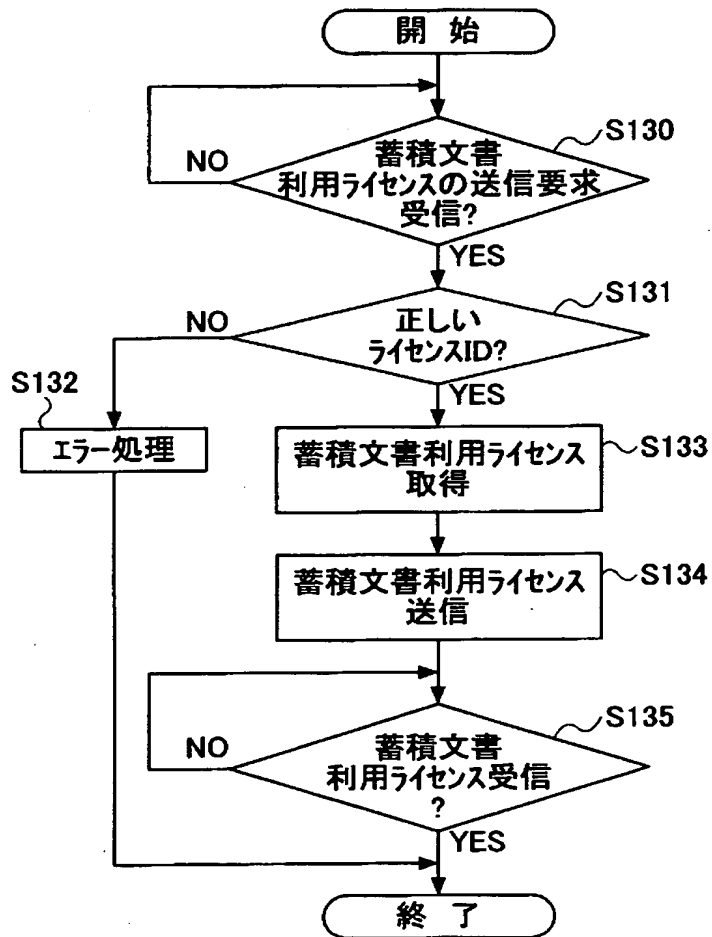 開 始
S130
蓄積文書
利用ライセンスの送信要求
受信?
NO
YES
S131
正しい
ライセンスID?
NO
YES
S132
エラー処理
S133
蓄積文書利用ライセンス
取得
S134
蓄積文書利用ライセンス
送信
S135
蓄積文書
利用ライセンス受信
?
NO
YES
終 了